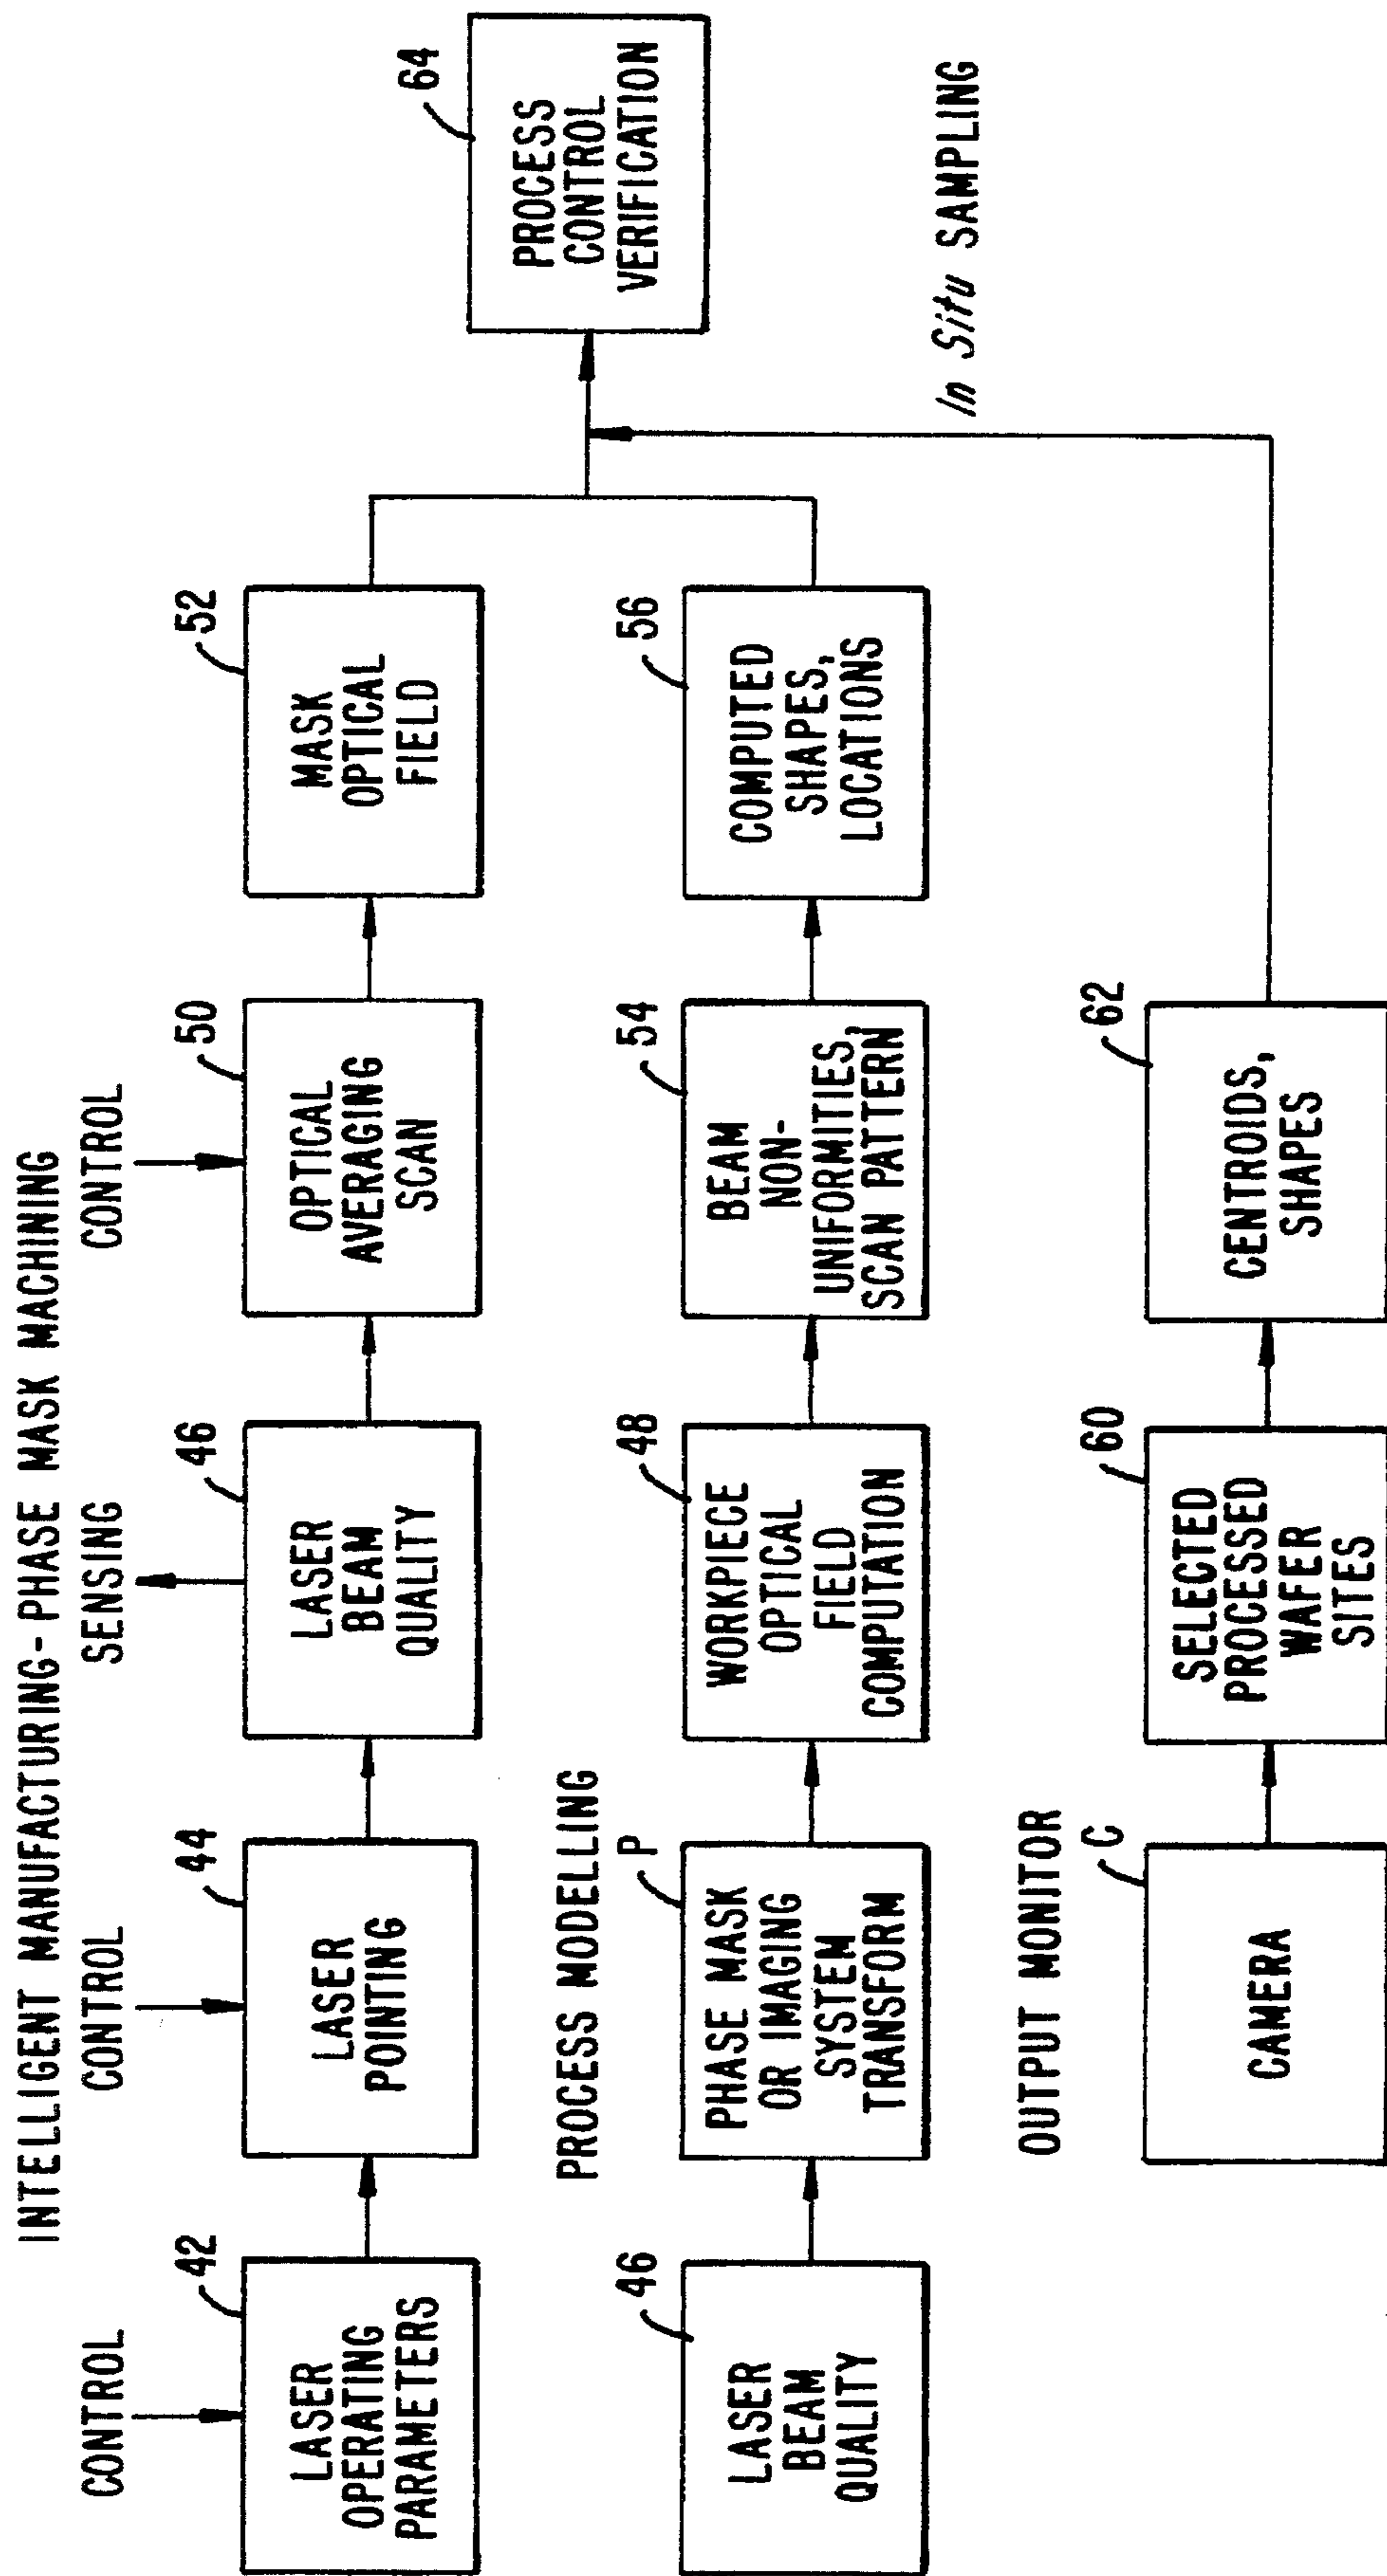 INTELLIGENT MANUFACTURING-PHASE MASK MACHINING
CONTROL
CONTROL
SENSING
CONTROL
42
LASER
OPERATING
PARAMETERS
44
LASER
POINTING
46
LASER
BEAM
QUALITY
50
OPTICAL
AVERAGING
SCAN
52
MASK
OPTICAL
FIELD
64
PROCESS
CONTROL
VERIFICATION
PROCESS MODELLING
46
LASER
BEAM
QUALITY
P
PHASE MASK
OR IMAGING
SYSTEM
TRANSFORM
48
WORKPIECE
OPTICAL
FIELD
COMPUTATION
54
BEAM
NON-
UNIFORMITIES,
SCAN PATTERN
56
COMPUTED
SHAPES,
LOCATIONS
In Situ SAMPLING
OUTPUT MONITOR
C
CAMERA
60
SELECTED
PROCESSED
WAFER
SITES
62
CENTROIDS,
SHAPES